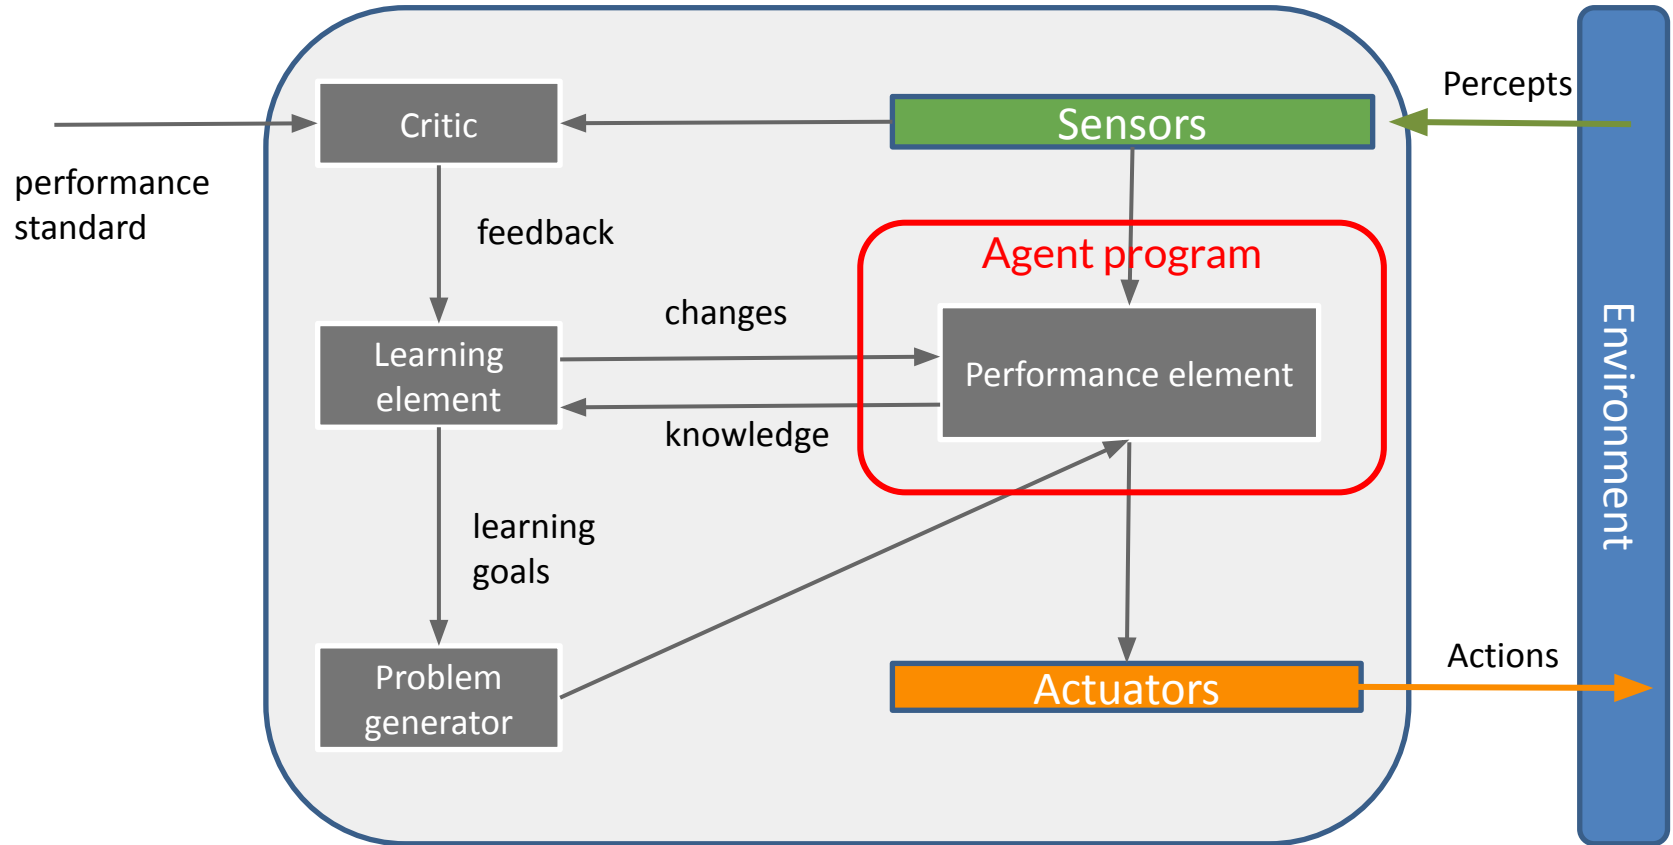 Percepts
Critic
Sensors
performance
standard
feedback
Agent program
changes
Learning
element
Performance element
knowledge
Environment
learning
goals
Problem
generator
Actuators
Actions